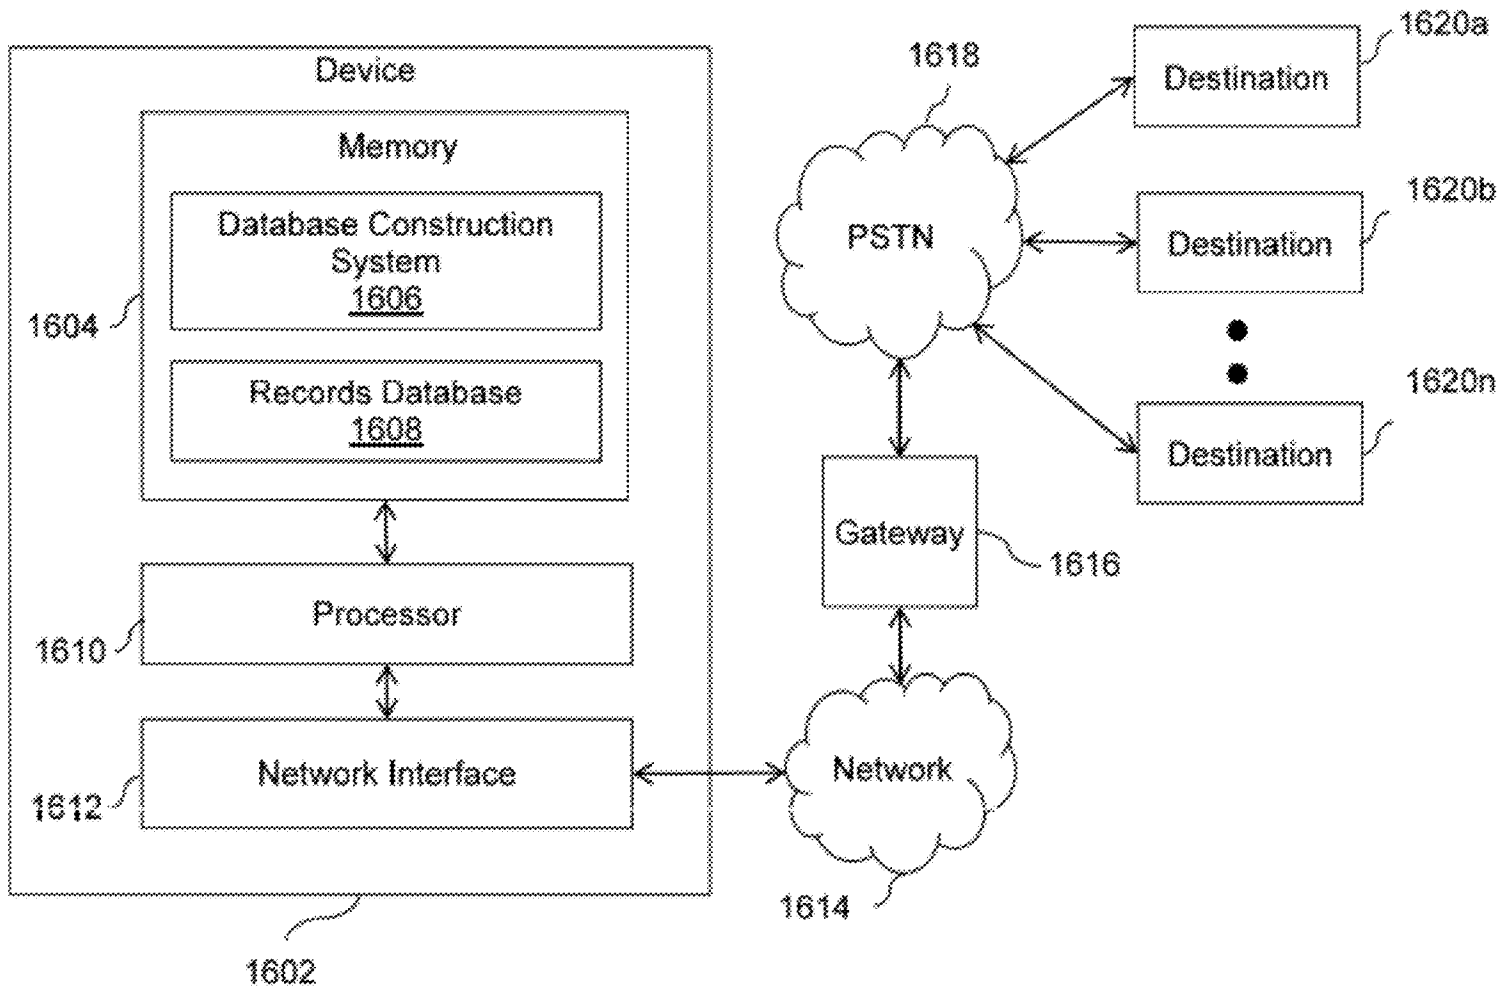 Device
Memory
Database Construction
System
1606
Records Database
1608
1604
Processor
1610
Network Interface
1612
1602
1618
PSTN
Gateway
1616
Network
1614
1620a
Destination
1620b
Destination
1620n
Destination